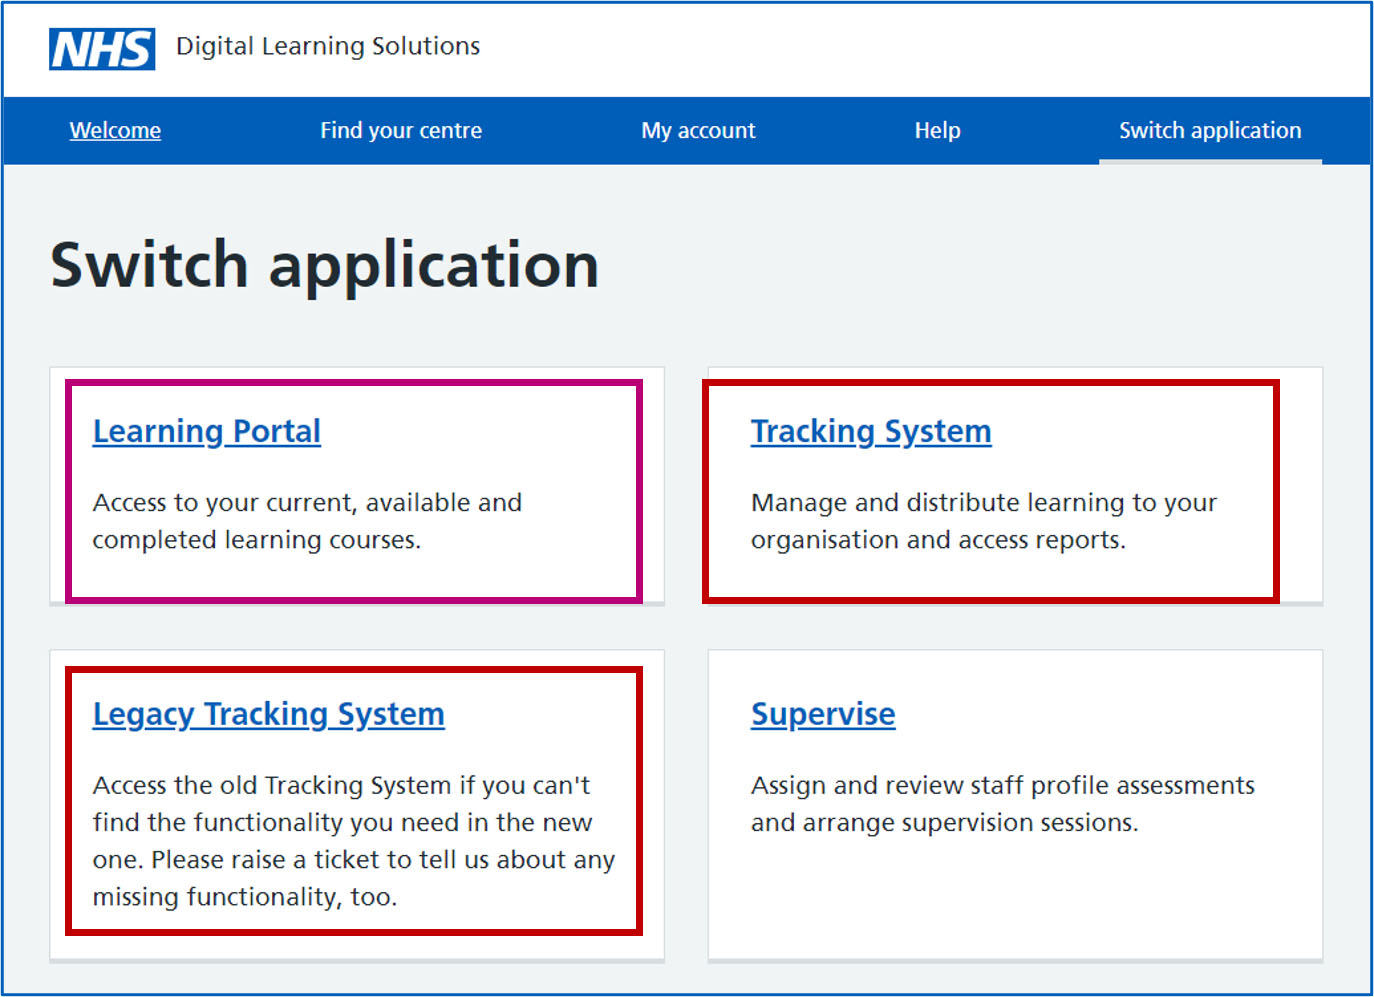 NHS Digital Learning Solutions
Welcome Find your centre My account Help Switch application
Switch application
Learning Portal
Access to your current, available and
completed learning courses.
Tracking System
Manage and distribute learning to your
organisation and access reports.
Legacy Tracking System
Access the old Tracking System if you can't
find the functionality you need in the new
one. Please raise a ticket to tell us about any
missing functionality, too.
Supervise
Assign and review staff profile assessments
and arrange supervision sessions.